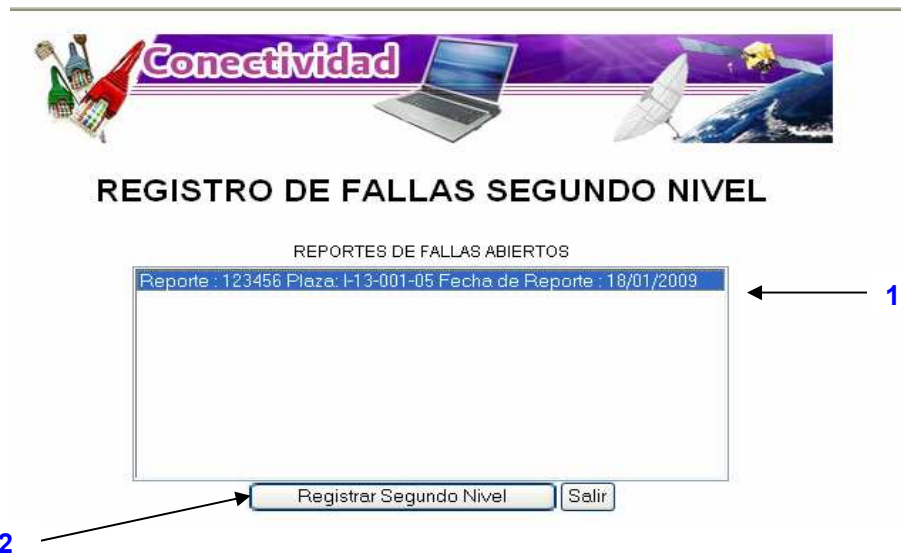 Conectividad
REGISTRO DE FALLAS SEGUNDO NIVEL
REPORTES DE FALLAS ABIERTOS
Reporte : 123456 Plaza: I-13-001-05 Fecha de Reporte : 18/01/2009
1
Registrar Segundo Nivel Salir
2